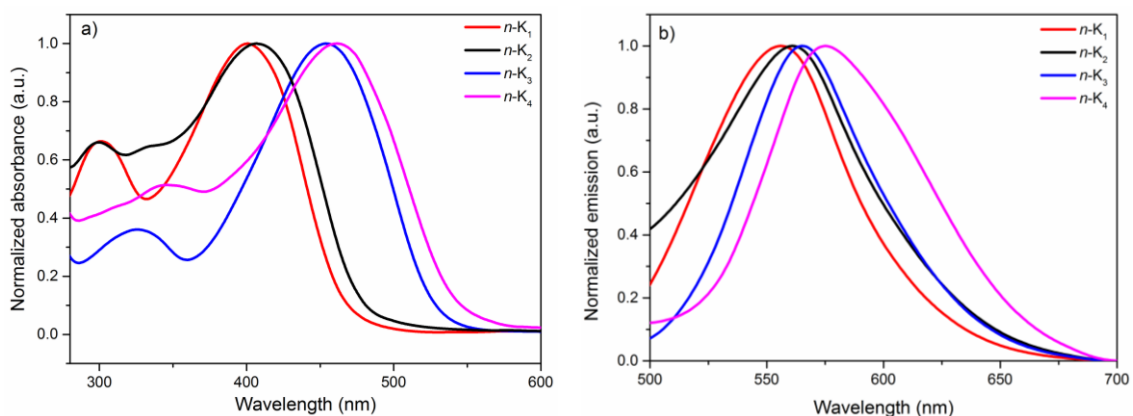 a)
n-K1
n-K2
n-K3
n-K4
Normalized absorbance (a.u.)
1.0
0.8
0.6
0.4
0.2
0.0
300 400 500 600
Wavelength (nm)
b)
n-K1
n-K2
n-K3
n-K4
Normalized emission (a.u.)
1.0
0.8
0.6
0.4
0.2
0.0
500 550 600 650 700
Wavelength (nm)